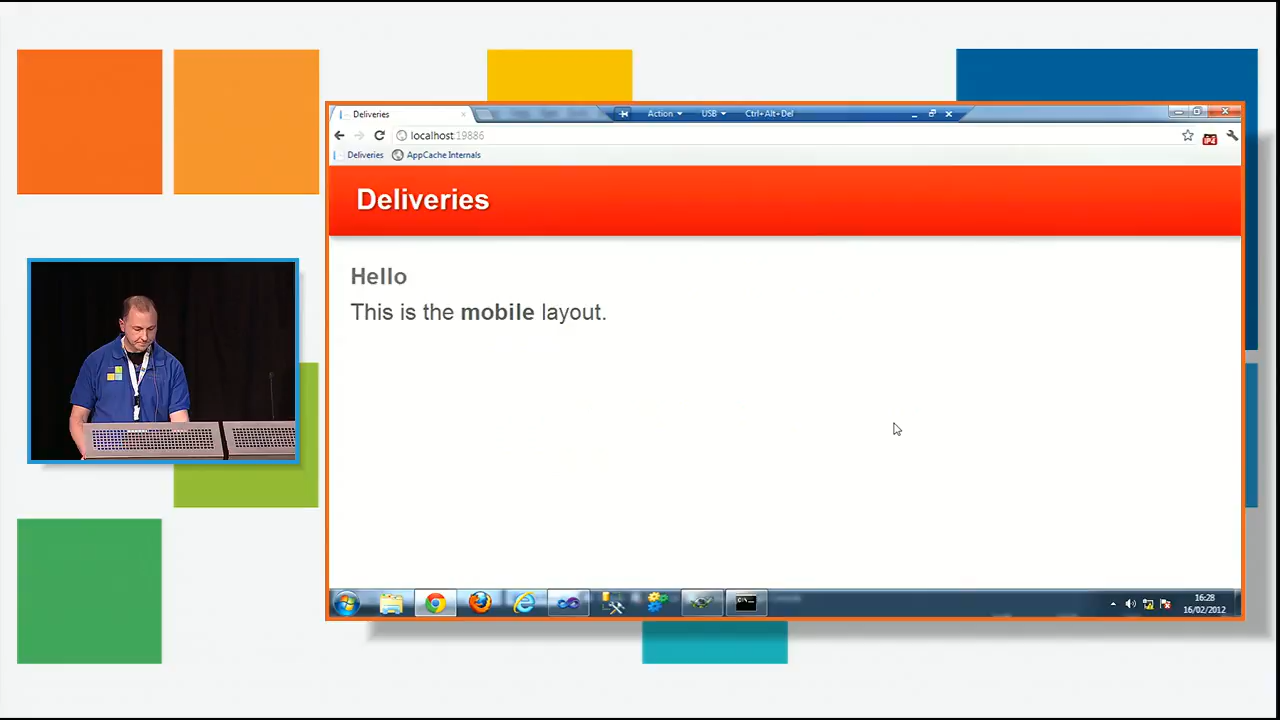 Deliveries
Action
USB
Ctrl+Alt+Del
localhost:19886
Deliveries
AppCache Internals
Deliveries
Hello
This is the mobile layout.
16:28
16/02/2012